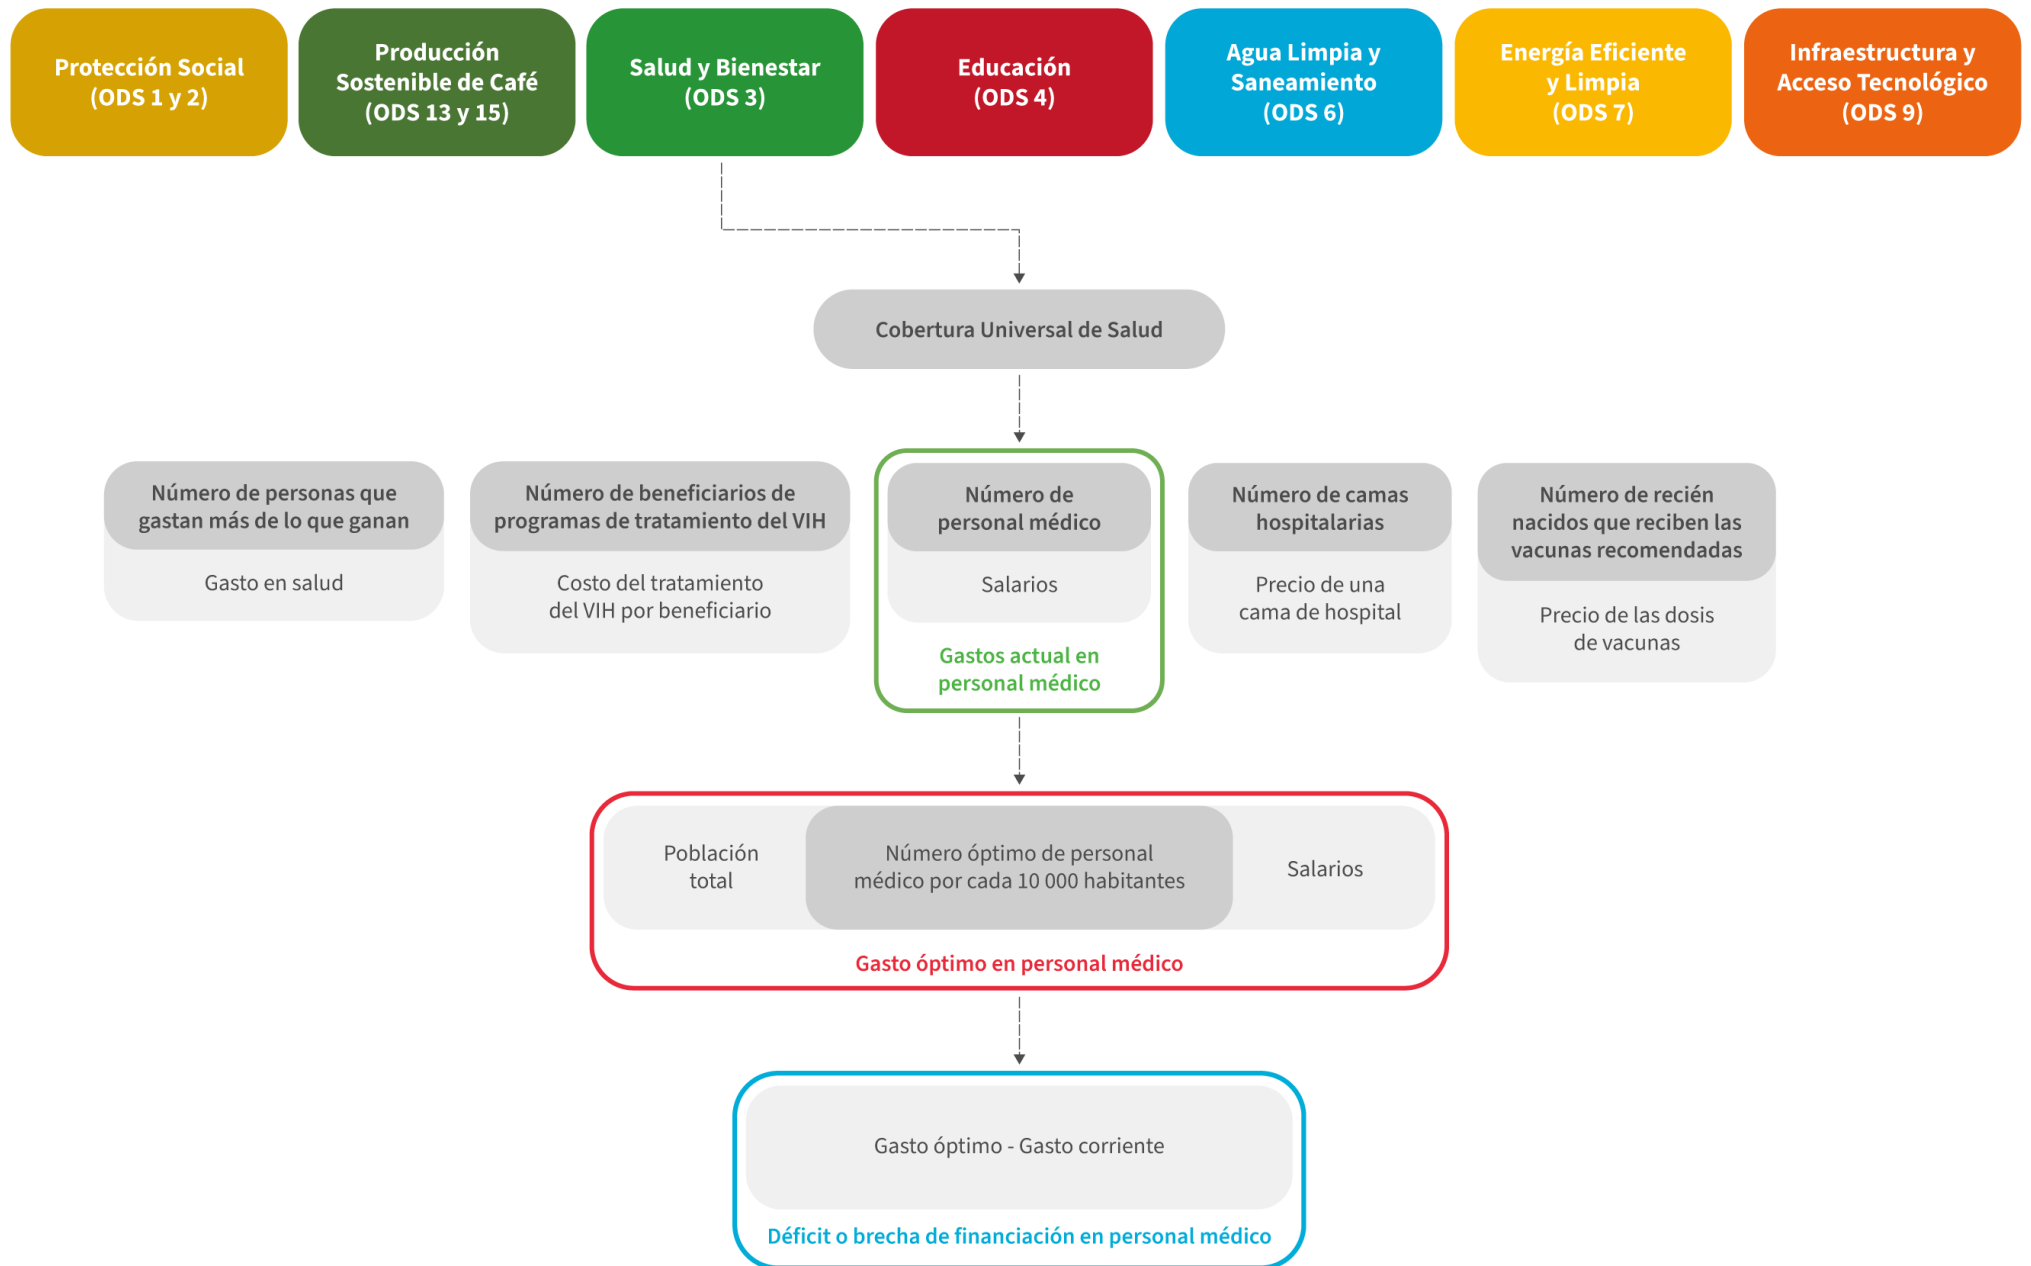 Protección Social
(ODS 1 y 2)
Producción
Sostenible de Café
(ODS 13 y 15)
Salud y Bienestar
(ODS 3)
Educación
(ODS 4)
Agua Limpia y
Saneamiento
(ODS 6)
Energía Eficiente
y Limpia
(ODS 7)
Infraestructura y
Acceso Tecnológico
(ODS 9)
Cobertura Universal de Salud
Número de personas que
gastan más de lo que ganan
Gasto en salud
Número de beneficiarios de
programas de tratamiento del VIH
Costo del tratamiento
del VIH por beneficiario
Número de
personal médico
Salarios
Gastos actual en
personal médico
Número de camas
hospitalarias
Precio de una
cama de hospital
Número de recién
nacidos que reciben las
vacunas recomendadas
Precio de las dosis
de vacunas
Población
total
Número óptimo de personal
médico por cada 10 000 habitantes
Salarios
Gasto óptimo en personal médico
Gasto óptimo - Gasto corriente
Déficit o brecha de financiación en personal médico